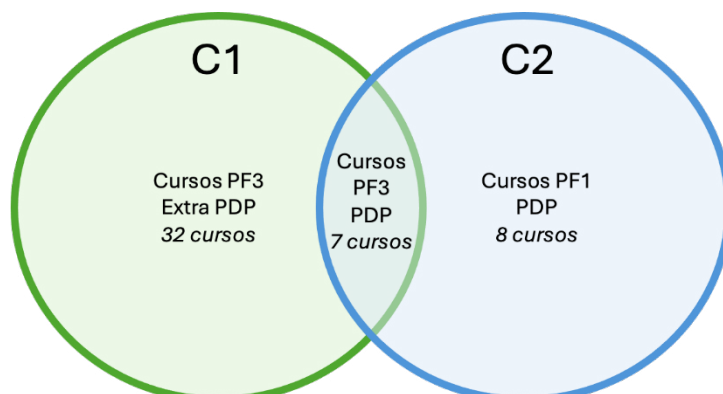 C1
C2
Cursos PF3
Extra PDP
32 cursos
Cursos
PF3
PDP
7 cursos
Cursos PF1
PDP
8 cursos